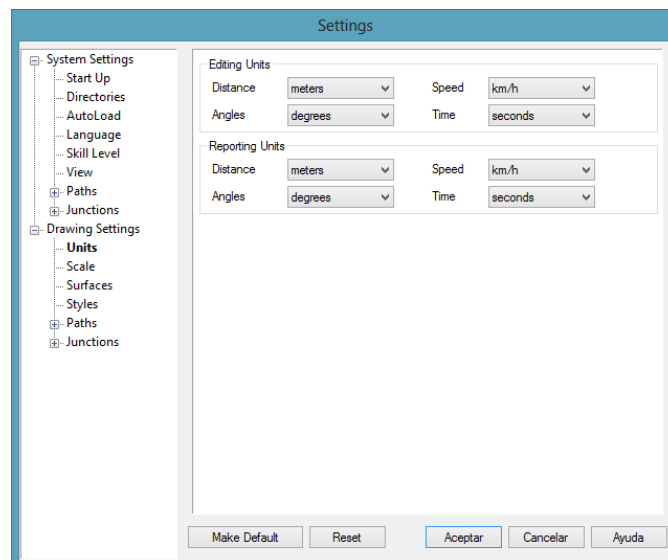 Settings
System Settings
Start Up
Directories
AutoLoad
Language
Skill Level
View
Paths
Junctions
Drawing Settings
Units
Scale
Surfaces
Styles
Paths
Junctions
Editing Units
Distance meters Speed km/h
Angles degrees Time seconds
Reporting Units
Distance meters Speed km/h
Angles degrees Time seconds
Make Default Reset Aceptar Cancelar Ayuda